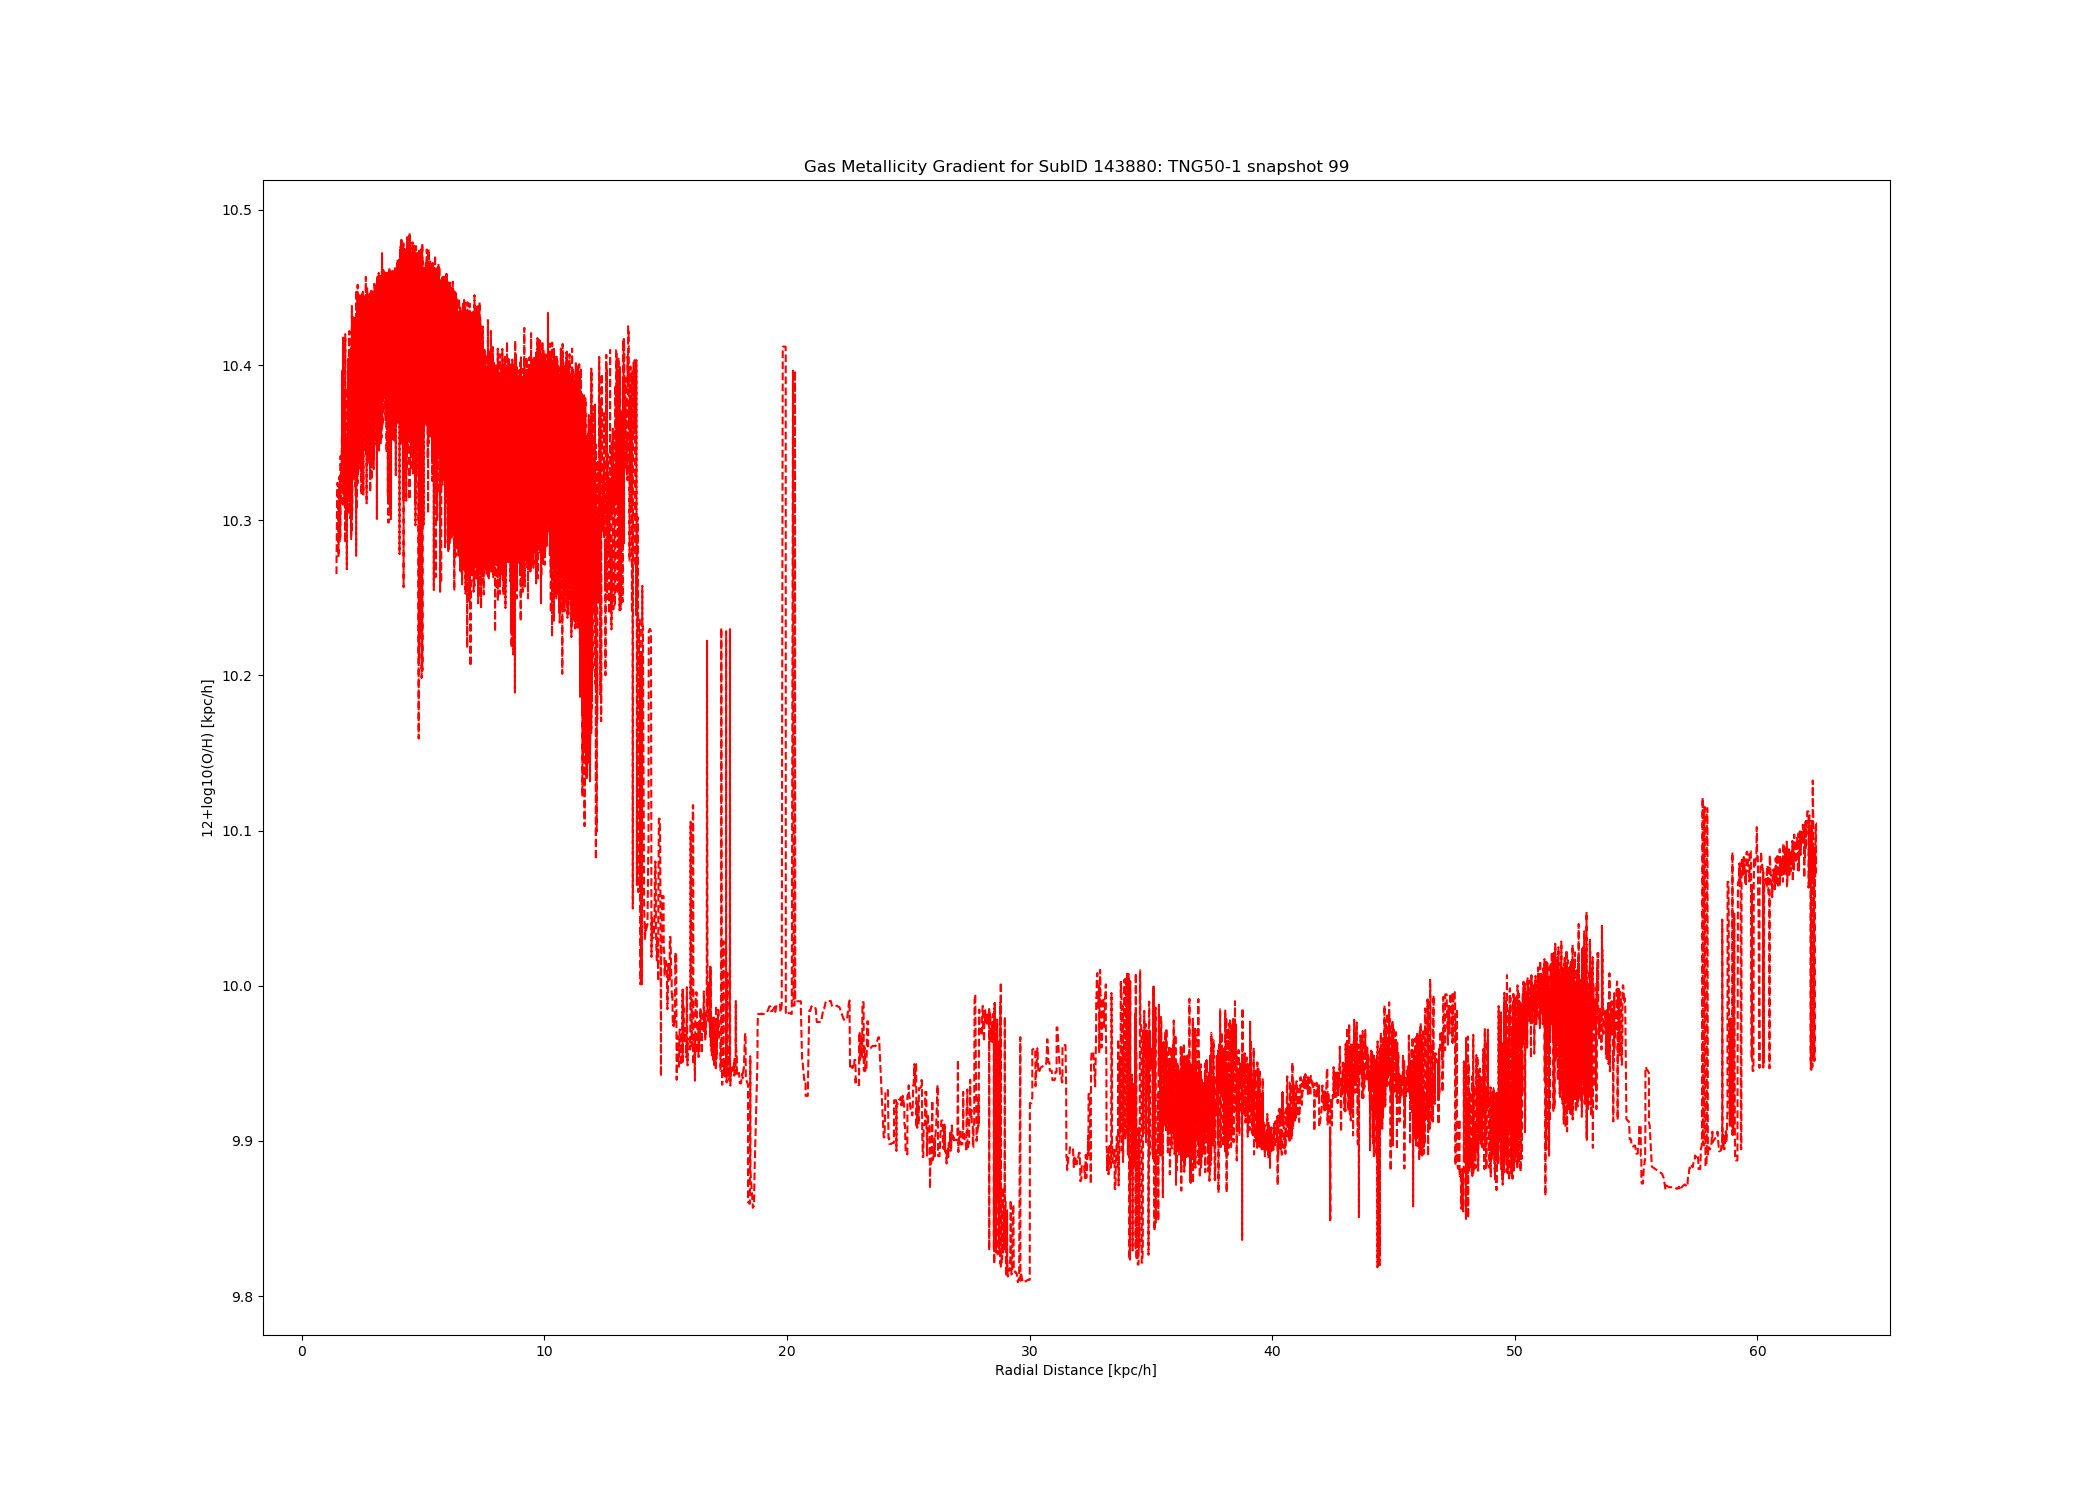 Gas Metallicity Gradient for SubID 143880: TNG50-1 snapshot 99
10.5
10.4
10.3
10.2
10.1
10.0
9.9
9.8
12+log10(O/H) [kpc/h]
0 10 20 30 40 50 60
Radial Distance [kpc/h]